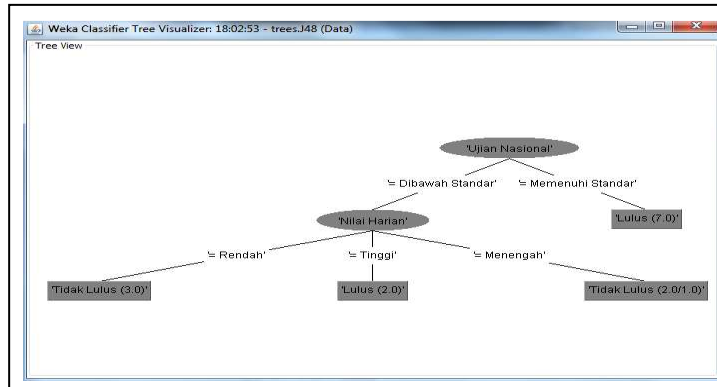 Weka Classifier Tree Visualizer: 18:02:53 - trees.J48 (Data)
Tree View
'Ujian Nasional'
'= Dibawah Standar' '= Memenuhi Standar'
'Nilai Harian' 'Lulus (7.0)'
'= Rendah' '= Tinggi' '= Menengah'
'Tidak Lulus (3.0)' 'Lulus (2.0)' 'Tidak Lulus (2.0/1.0)'